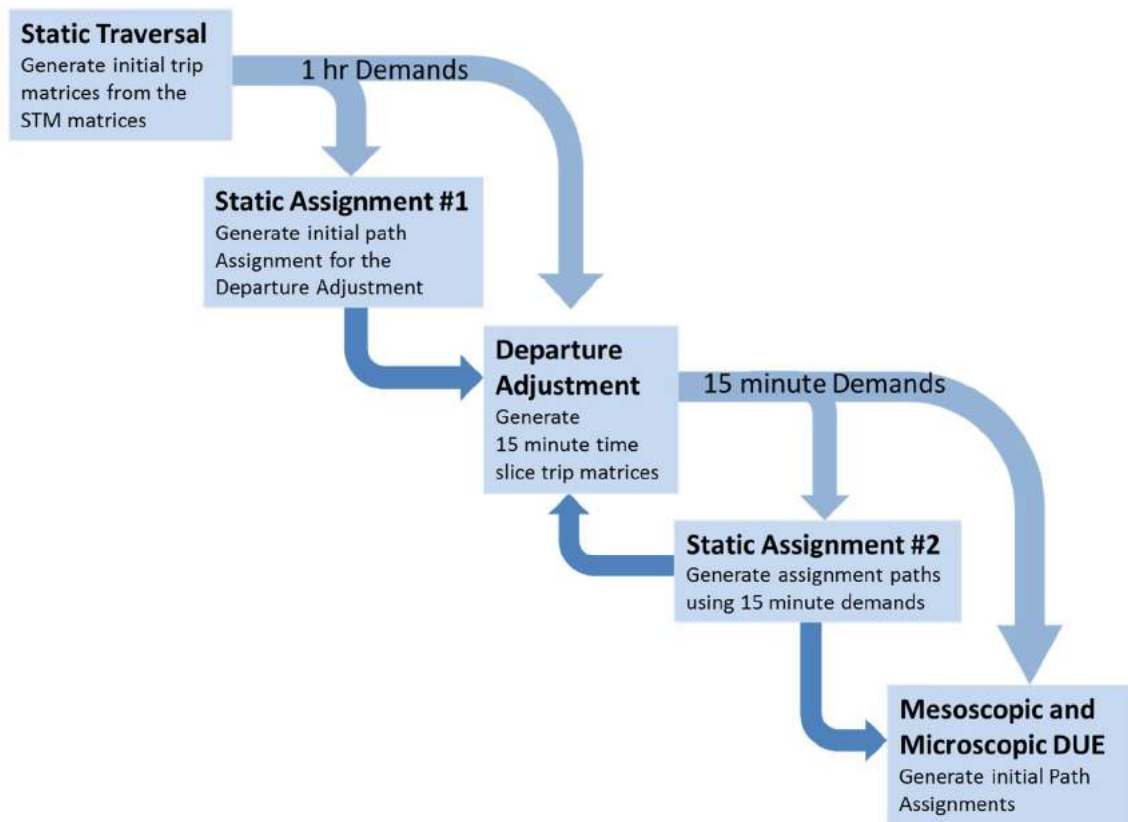 Static Traversal
Generate initial trip
matrices from the
STM matrices
1 hr Demands
Static Assignment #1
Generate initial path
Assignment for the
Departure Adjustment
Departure
Adjustment
Generate
15 minute time
slice trip matrices
15 minute Demands
Static Assignment #2
Generate assignment paths
using 15 minute demands
Mesoscopic and
Microscopic DUE
Generate initial Path
Assignments